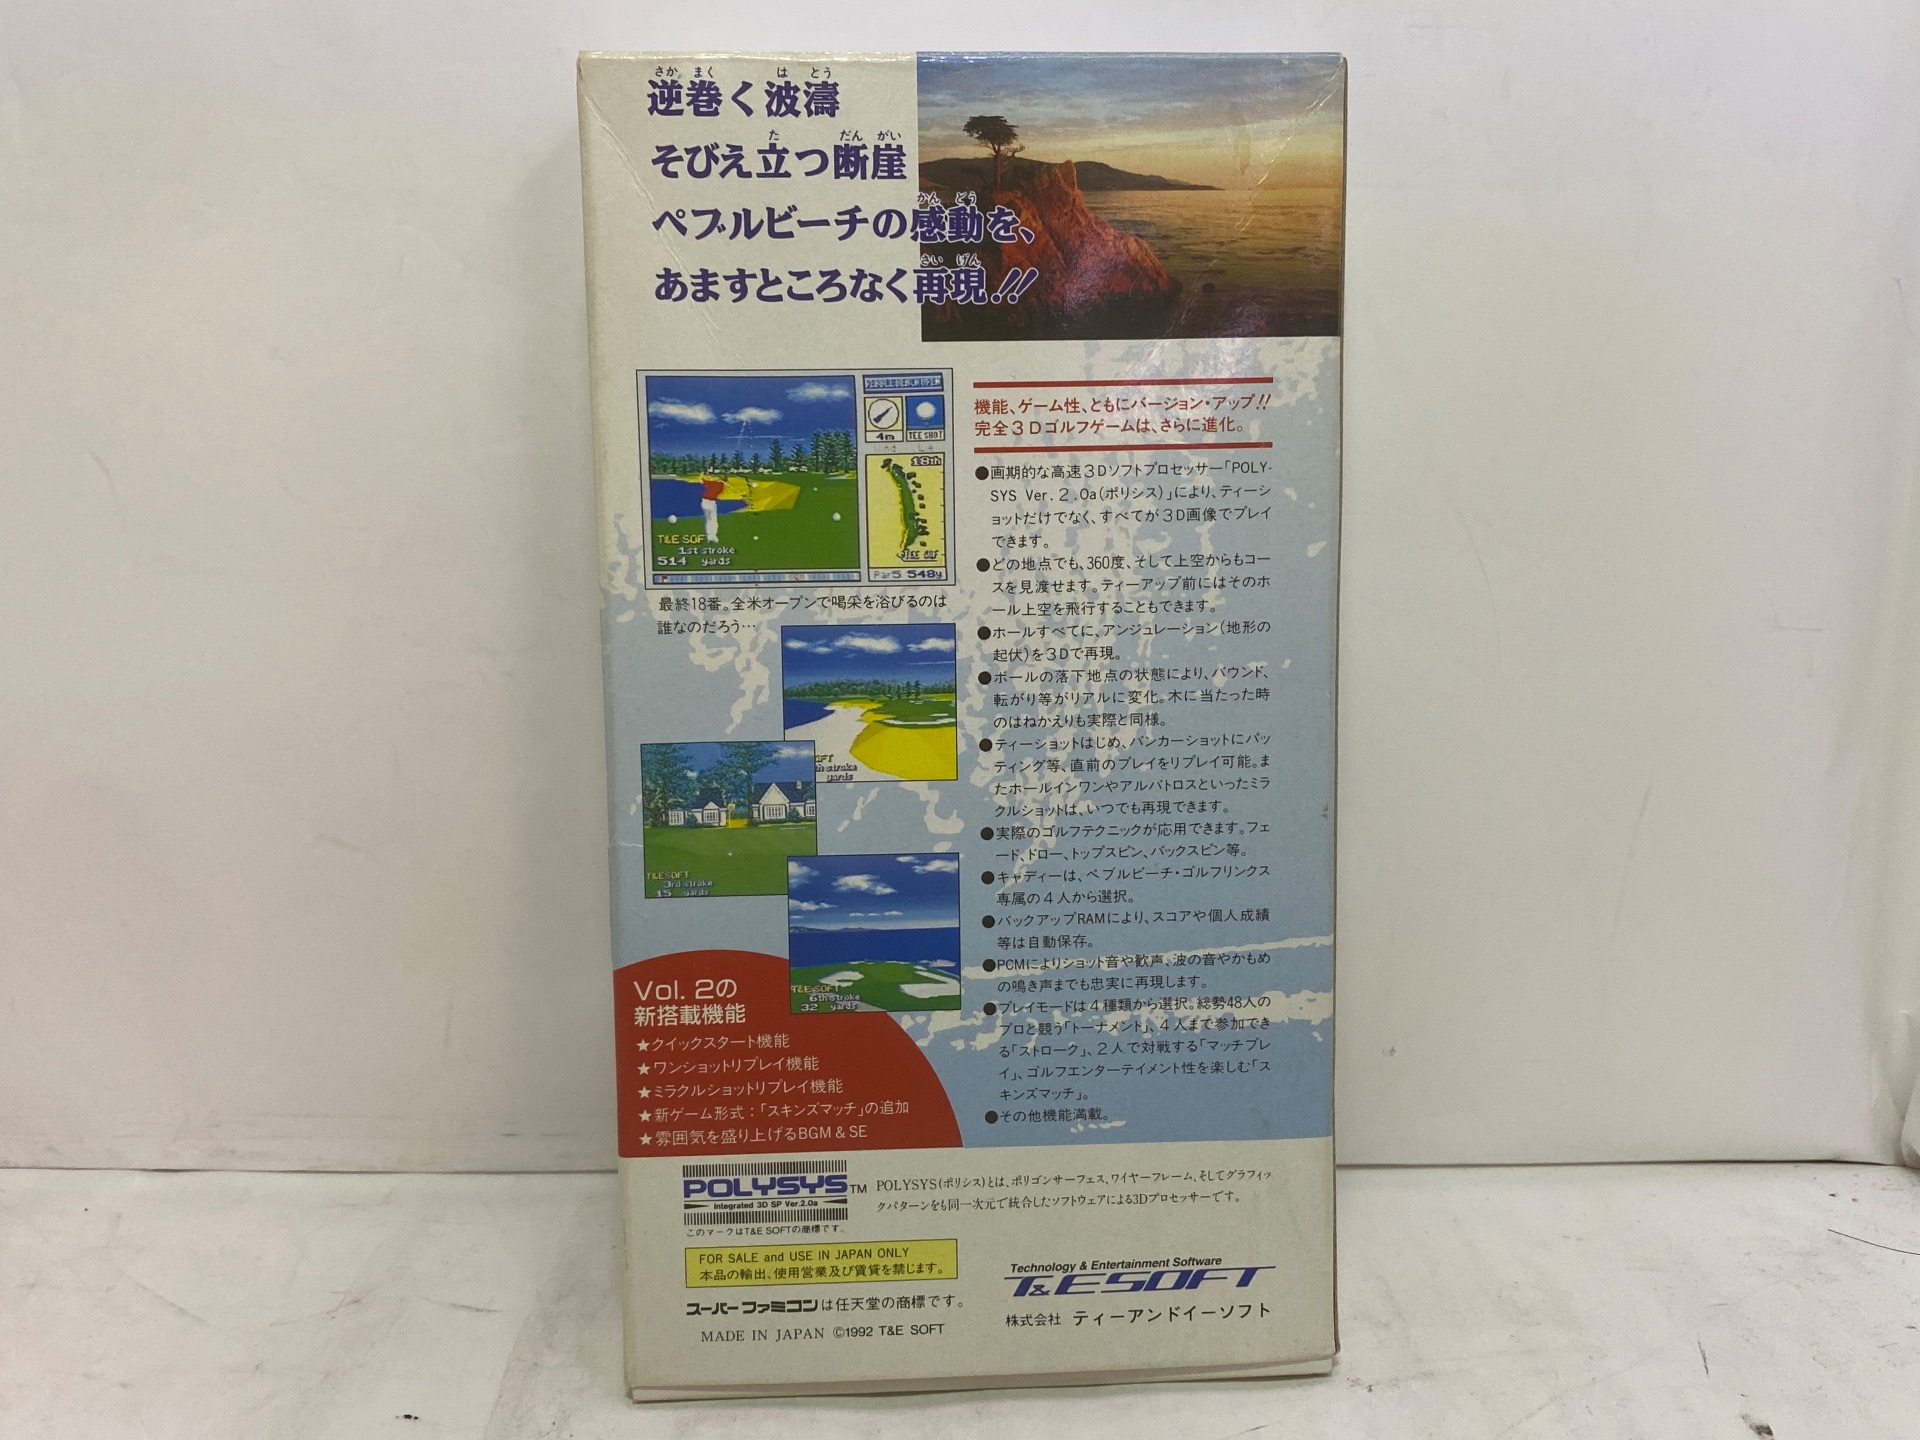 逆巻く波濤
そびえ立つ断崖
ペブルビーチの感動を、
あますところなく再現!!
PEBBLE BEACH OPEN
4m
TEE SHOT
Wind
Lie
18th
T&E SOFT
1st stroke
514 yards
TEE OUT
Par5 548y
最終18番。全米オープンで喝采を浴びるのは
誰なのだろう…
th stroke
yards
T&ESOFT
3rd stroke
15 yards
T&E SOFT
6th stroke
32 yards
機能、ゲーム性、ともにバージョン・アップ!!
完全3Dゴルフゲームは、さらに進化。
●画期的な高速3Dソフトプロセッサー「POLY-
SYS Ver.2.0a(ポリシス)」により、ティーシ
ョットだけでなく、すべてが3D画像でプレイ
できます。
●どの地点でも、360度、そして上空からもコー
スを見渡せます。ティーアップ前にはそのホ
ール上空を飛行することもできます。
●ホールすべてに、アンジュレーション(地形の
起伏)を3Dで再現。
●ボールの落下地点の状態により、バウンド、
転がり等がリアルに変化。木に当たった時
のはねかえりも実際と同様。
●ティーショットはじめ、バンカーショットにパッ
ティング等、直前のプレイをリプレイ可能。ま
たホールインワンやアルバトロスといったミラ
クルショットは、いつでも再現できます。
●実際のゴルフテクニックが応用できます。フェ
ード、ドロー、トップスピン、バックスピン等。
●キャディーは、ペブルビーチ・ゴルフリンクス
専属の4人から選択。
●バックアップRAMにより、スコアや個人成績
等は自動保存。
●PCMによりショット音や歓声、波の音やかもめ
の鳴き声までも忠実に再現します。
●プレイモードは4種類から選択。総勢48人の
プロと競う「トーナメント」、4人まで参加でき
る「ストローク」、2人で対戦する「マッチプレ
イ」、ゴルフエンターテイメント性を楽しむ「ス
キンズマッチ」。
●その他機能満載。
Vol. 2の
新搭載機能
★クイックスタート機能
★ワンショットリプレイ機能
★ミラクルショットリプレイ機能
★新ゲーム形式:「スキンズマッチ」の追加
★雰囲気を盛り上げるBGM & SE
POLYSYS™
Integrated 3D SP Ver.2.0a
このマークはT&E SOFTの商標です。
POLYSYS(ポリシス)とは、ポリゴンサーフェス、ワイヤーフレーム、そしてグラフィッ
クパターンをも同一次元で統合したソフトウェアによる3Dプロセッサーです。
FOR SALE and USE IN JAPAN ONLY
本品の輸出、使用営業及び賃貸を禁じます。
スーパーファミコンは任天堂の商標です。
MADE IN JAPAN ©1992 T&E SOFT
Technology & Entertainment Software
T&E SOFT
株式会社 ティーアンドイーソフト